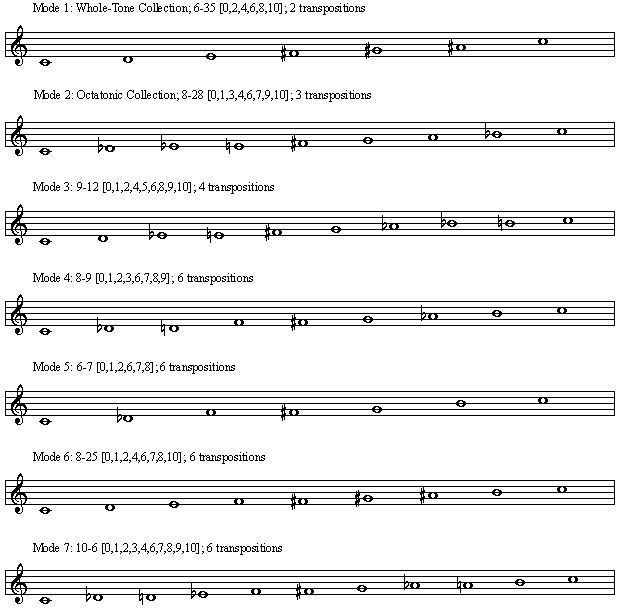 Mode 1: Whole-Tone Collection; 6-35 [0,2,4,6,8,10]; 2 transpositions
Mode 2: Octatonic Collection; 8-28 [0,1,3,4,6,7,9,10]; 3 transpositions
Mode 3: 9-12 [0,1,2,4,5,6,8,9,10]; 4 transpositions
Mode 4: 8-9 [0,1,2,3,6,7,8,9]; 6 transpositions
Mode 5: 6-7 [0,1,2,6,7,8]; 6 transpositions
Mode 6: 8-25 [0,1,2,4,6,7,8,10]; 6 transpositions
Mode 7: 10-6 [0,1,2,3,4,6,7,8,9,10]; 6 transpositions